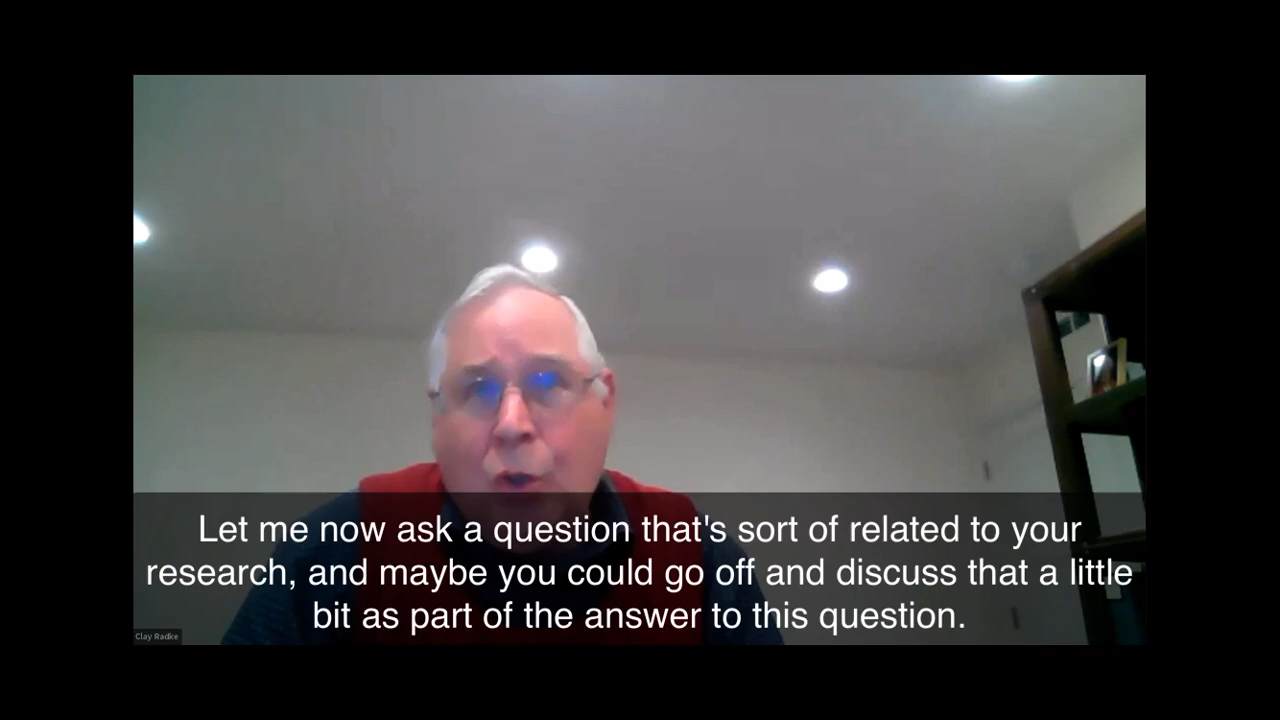 Let me now ask a question that's sort of related to your
research, and maybe you could go off and discuss that a little
bit as part of the answer to this question.
Clay Radke